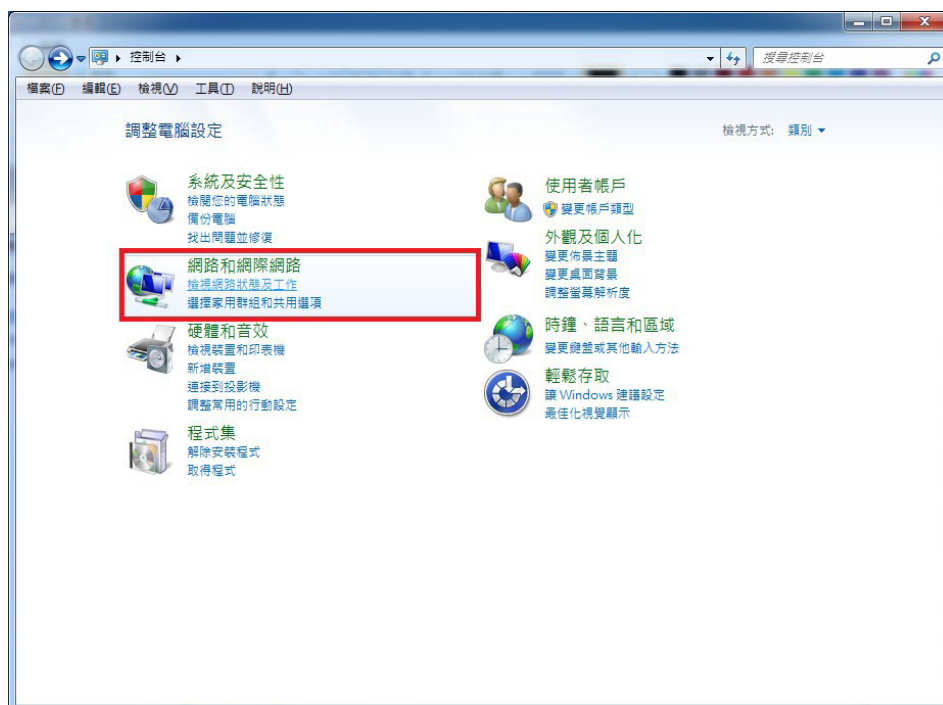 控制台
搜尋控制台
檔案(F) 編輯(E) 檢視(V) 工具(T) 說明(H)
調整電腦設定
檢視方式: 類別
系統及安全性
檢閱您的電腦狀態
備份電腦
找出問題並修復
網路和網際網路
檢視網路狀態及工作
選擇家用群組和共用選項
硬體和音效
檢視裝置和印表機
新增裝置
連接到投影機
調整常用的行動設定
程式集
解除安裝程式
取得程式
使用者帳戶
變更帳戶類型
外觀及個人化
變更佈景主題
變更桌面背景
調整螢幕解析度
時鐘、語言和區域
變更鍵盤或其他輸入方法
輕鬆存取
讓 Windows 建議設定
最佳化視覺顯示